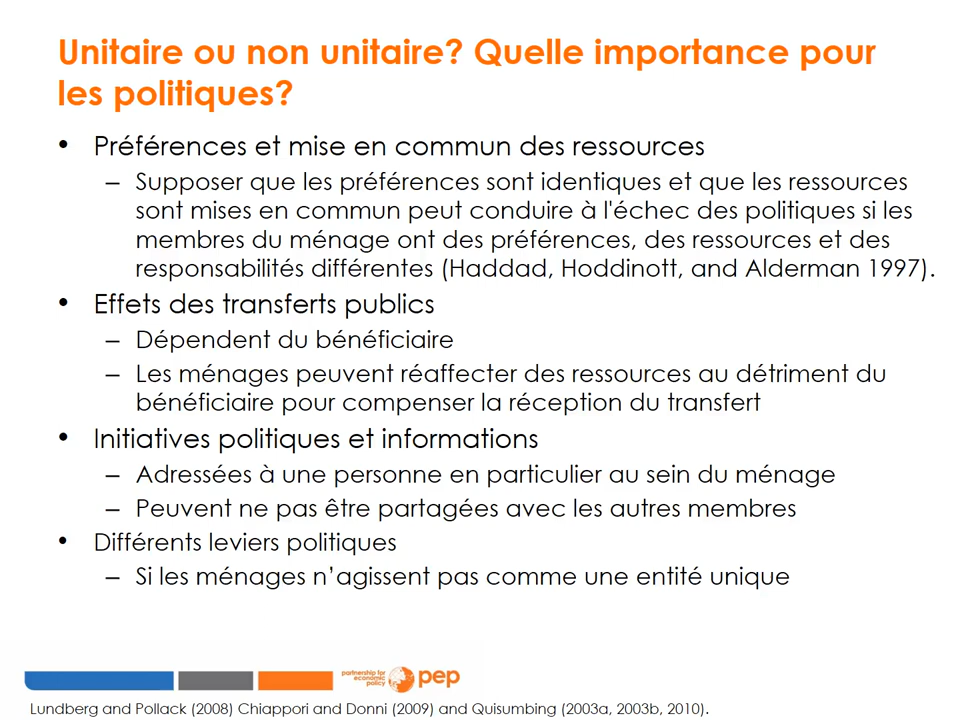 Unitaire ou non unitaire? Quelle importance pour
les politiques?
• Préférences et mise en commun des ressources
– Supposer que les préférences sont identiques et que les ressources
sont mises en commun peut conduire à l'échec des politiques si les
membres du ménage ont des préférences, des ressources et des
responsabilités différentes (Haddad, Hoddinott, and Alderman 1997).
• Effets des transferts publics
– Dépendent du bénéficiaire
– Les ménages peuvent réaffecter des ressources au détriment du
bénéficiaire pour compenser la réception du transfert
• Initiatives politiques et informations
– Adressées à une personne en particulier au sein du ménage
– Peuvent ne pas être partagées avec les autres membres
• Différents leviers politiques
– Si les ménages n’agissent pas comme une entité unique
partnership for
economic
policy
pep
Lundberg and Pollack (2008) Chiappori and Donni (2009) and Quisumbing (2003a, 2003b, 2010).